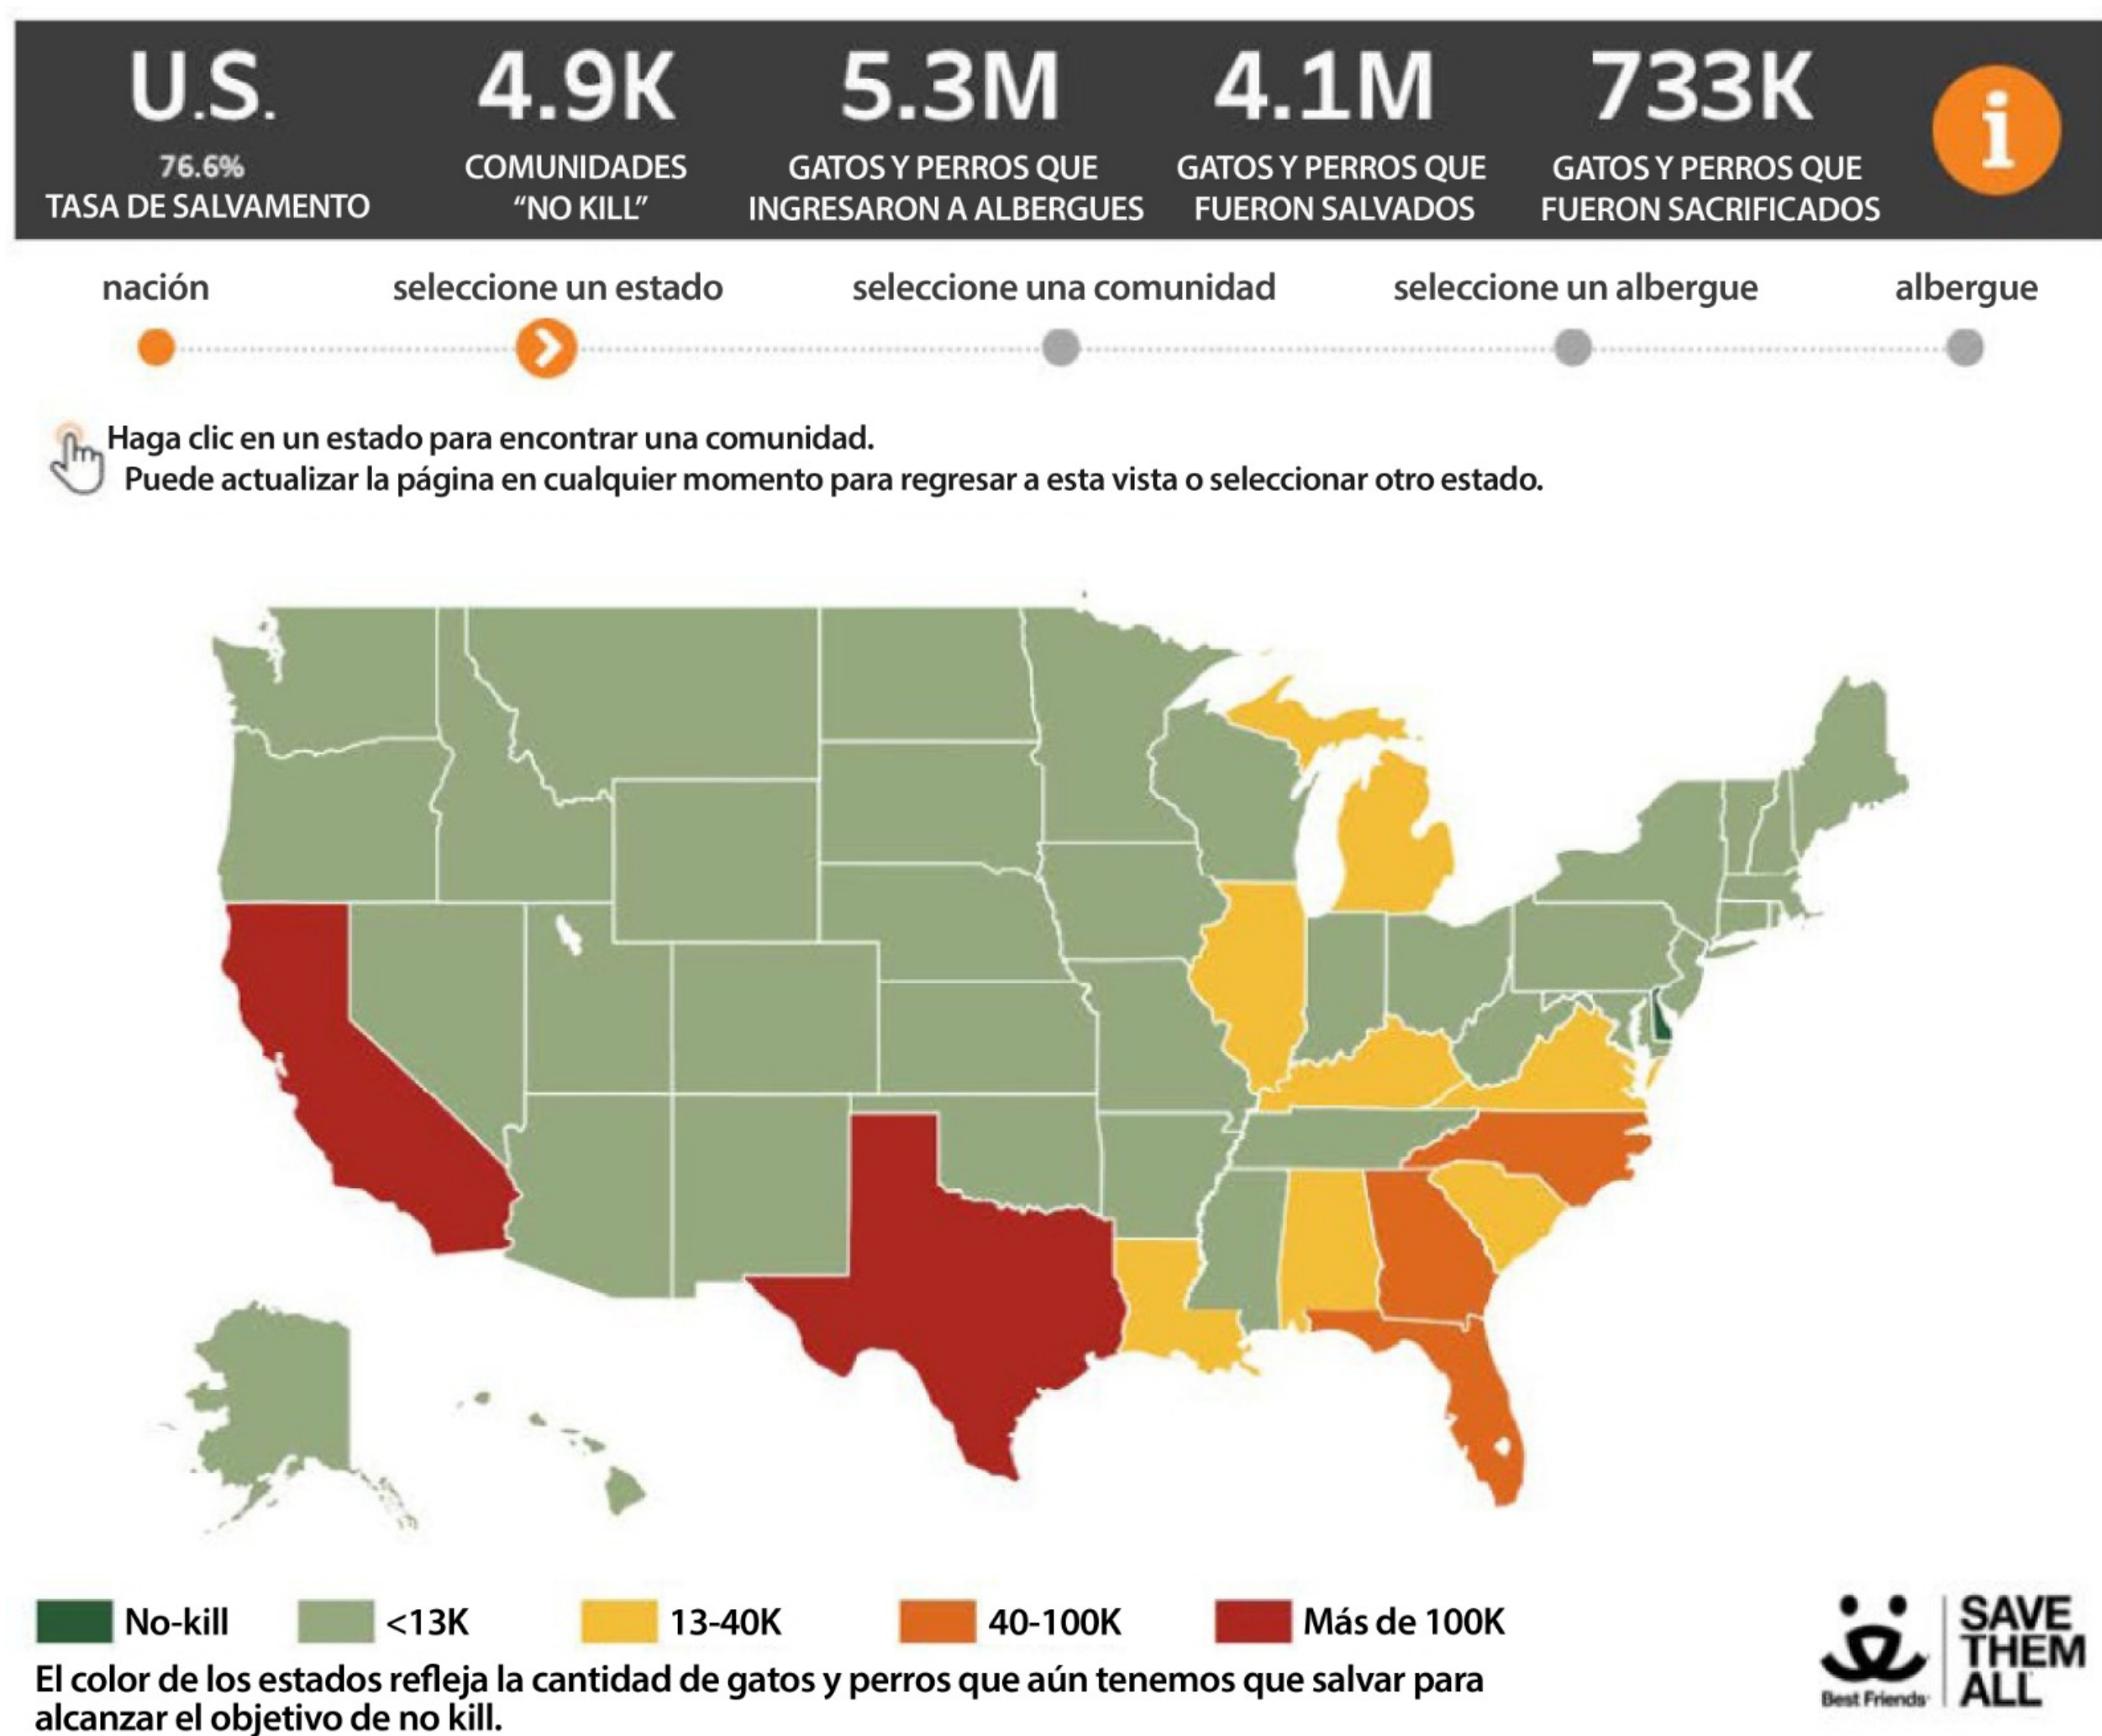 U.S.
76.6%
TASA DE SALVAMENTO
4.9K
COMUNIDADES
“NO KILL”
5.3M
GATOS Y PERROS QUE
INGRESARON A ALBERGUES
4.1M
GATOS Y PERROS QUE
FUERON SALVADOS
733K
GATOS Y PERROS QUE
FUERON SACRIFICADOS
i
nación
seleccione un estado
seleccione una comunidad
seleccione un albergue
albergue
Haga clic en un estado para encontrar una comunidad.
Puede actualizar la página en cualquier momento para regresar a esta vista o seleccionar otro estado.
No-kill
<13K
13-40K
40-100K
Más de 100K
El color de los estados refleja la cantidad de gatos y perros que aún tenemos que salvar para
alcanzar el objetivo de no kill.
Best Friends
SAVE
THEM
ALL